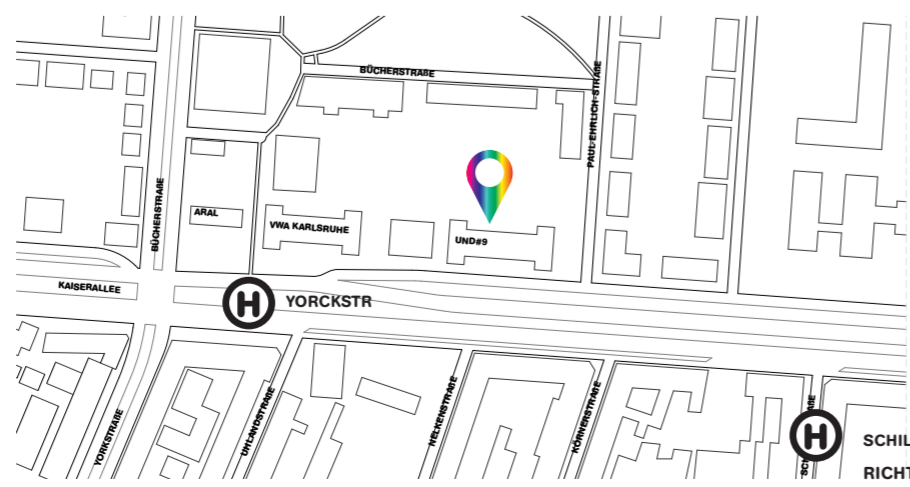 BÜCHERSTRAßE
PAUL-EHRLICH-STRAßE
BÜCHERSTRAßE
ARAL
VWA KARLSRUHE
UND#9
KAISERALLEE
H
YORCKSTR
YORKSTRAßE
UHLANDSTRAßE
NELKENSTRAßE
KÖRNERSTRAßE
H
SCHIL
RICHT